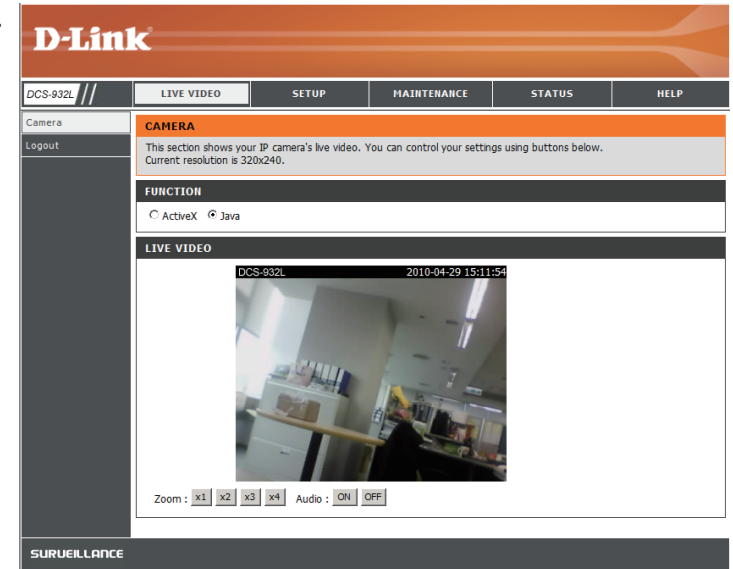 D-Link
DCS-932L
LIVE VIDEO SETUP MAINTENANCE STATUS HELP
Camera
Logout
CAMERA
This section shows your IP camera's live video. You can control your settings using buttons below.
Current resolution is 320x240.
FUNCTION
ActiveX Java
LIVE VIDEO
DCS-932L 2010-04-29 15:11:54
Zoom : x1 x2 x3 x4 Audio : ON OFF
SURVEILLANCE